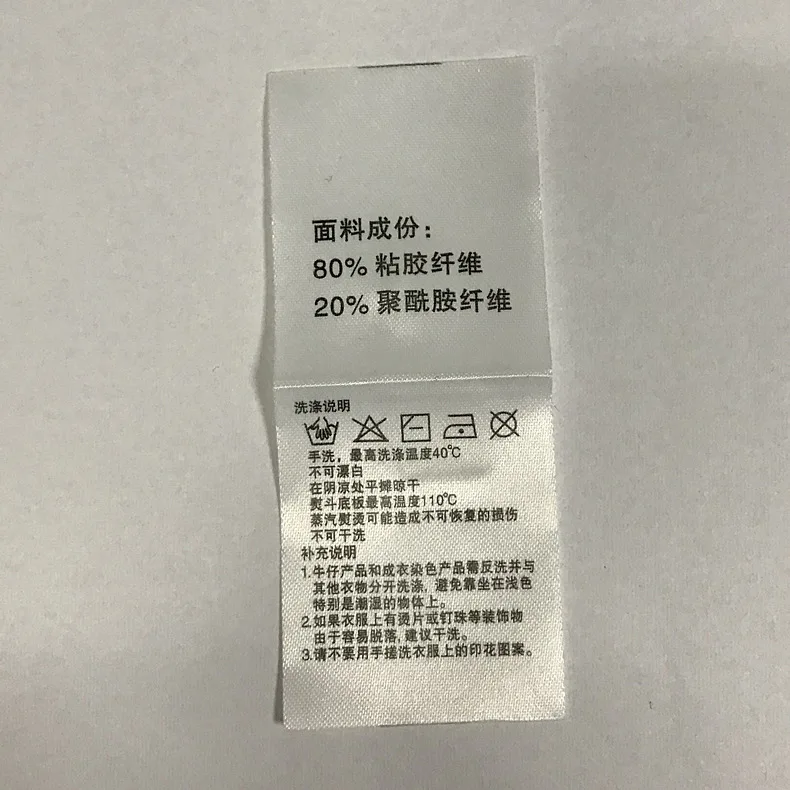 面料成份：
80% 粘胶纤维
20% 聚酰胺纤维
洗涤说明
手洗，最高洗涤温度40℃
不可漂白
在阴凉处平摊晾干
熨斗底板最高温度110℃
蒸汽熨烫可能造成不可恢复的损伤
不可干洗
补充说明
1.牛仔产品和成衣染色产品需反洗并与
其他衣物分开洗涤, 避免靠坐在浅色
特别是潮湿的物体上。
2.如果衣服上有烫片或钉珠等装饰物
由于容易脱落,建议干洗。
3.请不要用手搓洗衣服上的印花图案。